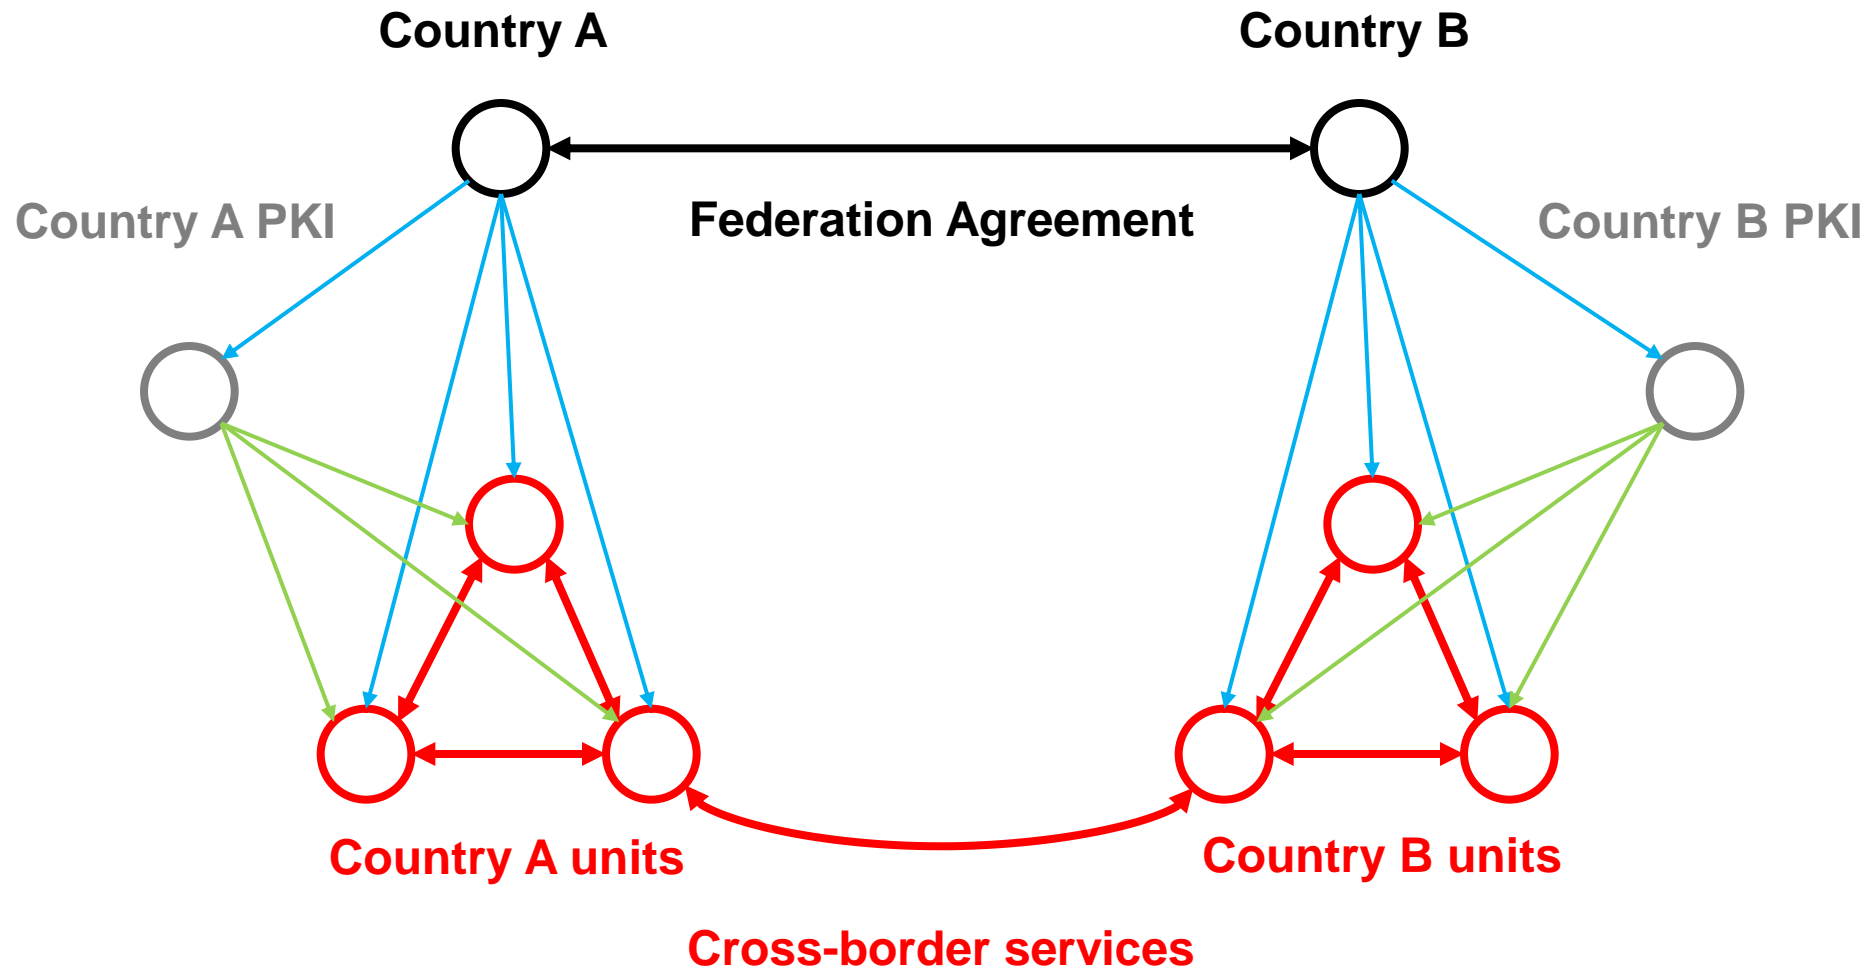 Country A
Country B
Country A PKI
Federation Agreement
Country B PKI
Country A units
Country B units
Cross-border services